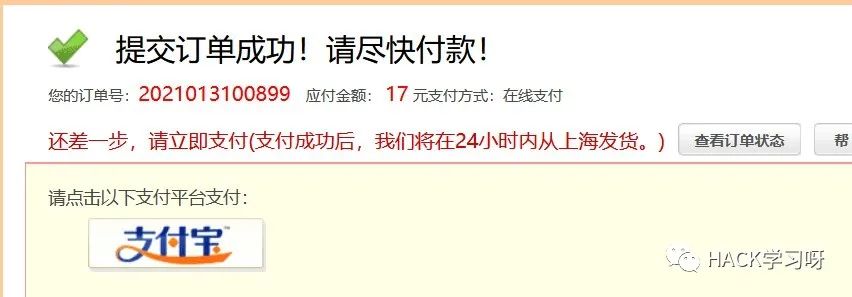 提交订单成功！请尽快付款！
您的订单号：2021013100899 应付金额：17元支付方式：在线支付
还差一步，请立即支付(支付成功后，我们将在24小时内从上海发货。) 查看订单状态 帮
请点击以下支付平台支付：
支付宝™
HACK学习呀